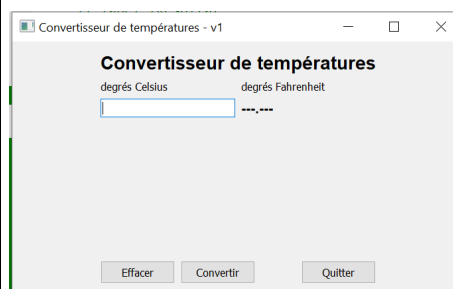 Convertisseur de températures - v1
Convertisseur de températures
degrés Celsius degrés Fahrenheit
---.---
Effacer Convertir Quitter